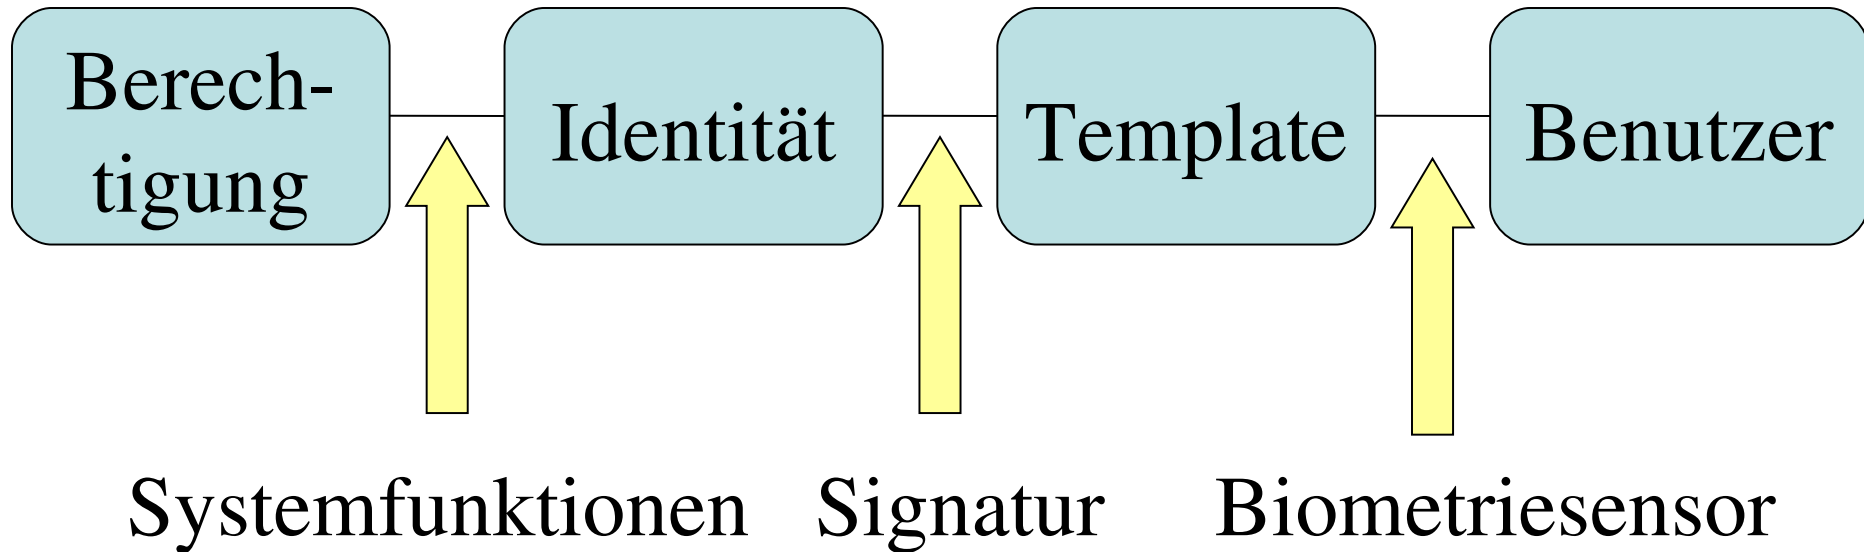 Berech-
tigung
Identität
Template
Benutzer
Systemfunktionen
Signatur
Biometriesensor